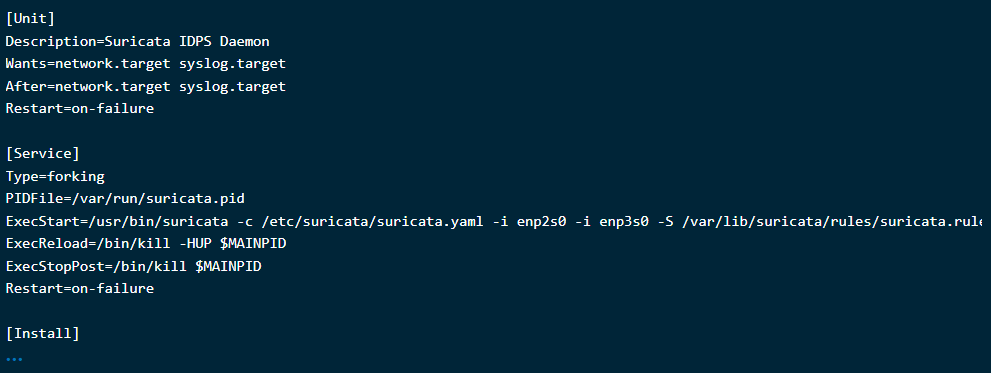 [Unit]
Description=Suricata IDPS Daemon
Wants=network.target syslog.target
After=network.target syslog.target
Restart=on-failure
[Service]
Type=forking
PIDFile=/var/run/suricata.pid
ExecStart=/usr/bin/suricata -c /etc/suricata/suricata.yaml -i enp2s0 -i enp3s0 -S /var/lib/suricata/rules/suricata.rule
ExecReload=/bin/kill -HUP $MAINPID
ExecStopPost=/bin/kill $MAINPID
Restart=on-failure
[Install]
...